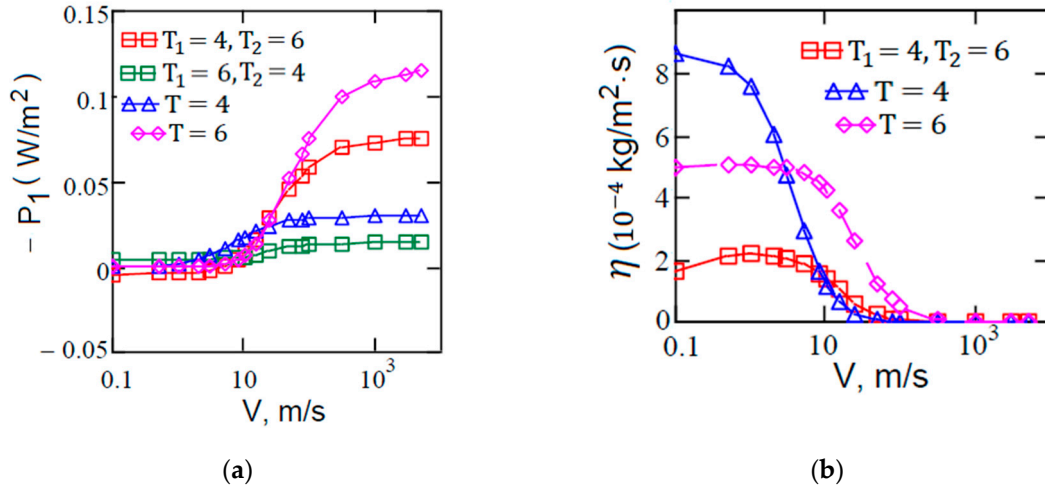 − P₁ ( W/m² )
0.15
0.1
0.05
0
− 0.05
T₁ = 4, T₂ = 6
T₁ = 6, T₂ = 4
T = 4
T = 6
0.1 10 10³
V, m/s
(a)
η (10⁻⁴ kg/m²· s)
8
6
4
2
0
T₁ = 4, T₂ = 6
T = 4
T = 6
0.1 10 10³
V, m/s
(b)